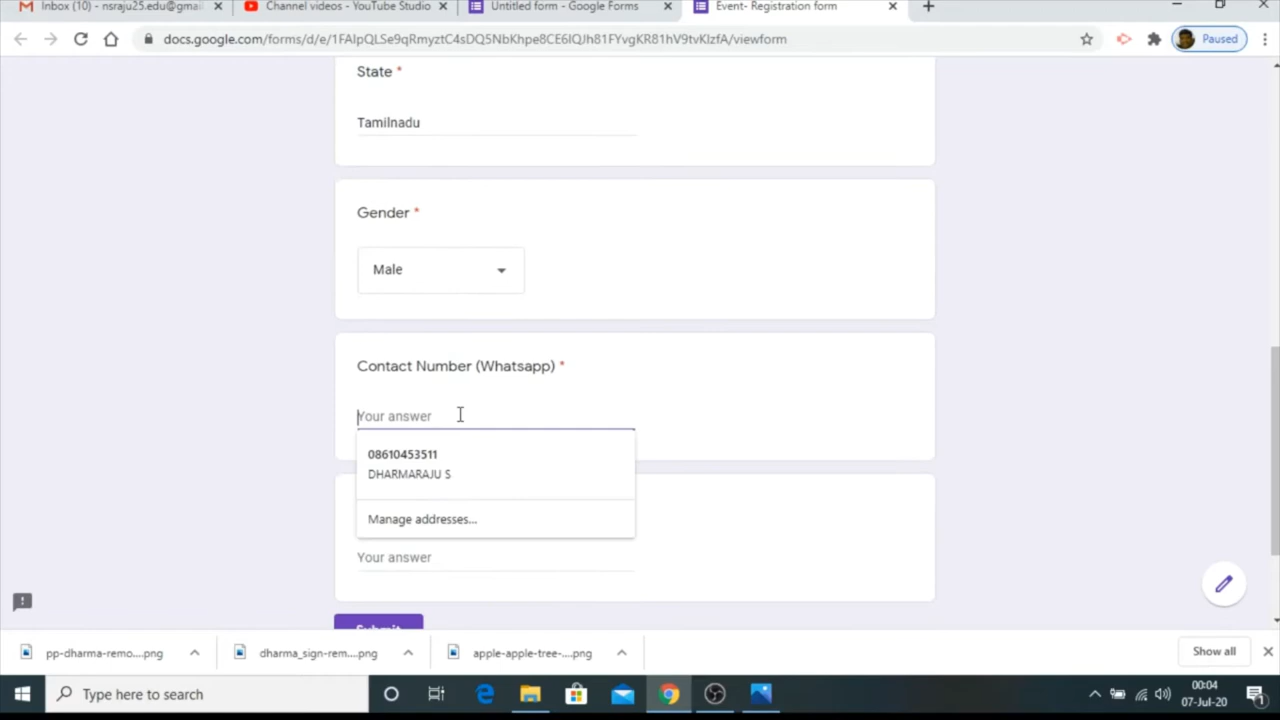 Inbox (10) - nsraju25.edu@gmai
Channel videos - YouTube Studio
Untitled form - Google Forms
Event- Registration form
docs.google.com/forms/d/e/1FAIpQLSe9qRmyztC4sDQ5NbKhpe8CE6lQJh81FYvgKR81hV9tvKlzfA/viewform
Paused
State *
Tamilnadu
Gender *
Male
Contact Number (Whatsapp) *
Your answer
08610453511
DHARMARAJU S
Manage addresses...
Your answer
Submit
pp-dharma-remo....png
dharma_sign-rem....png
apple-apple-tree-....png
Show all
Type here to search
00:04
07-Jul-20
1